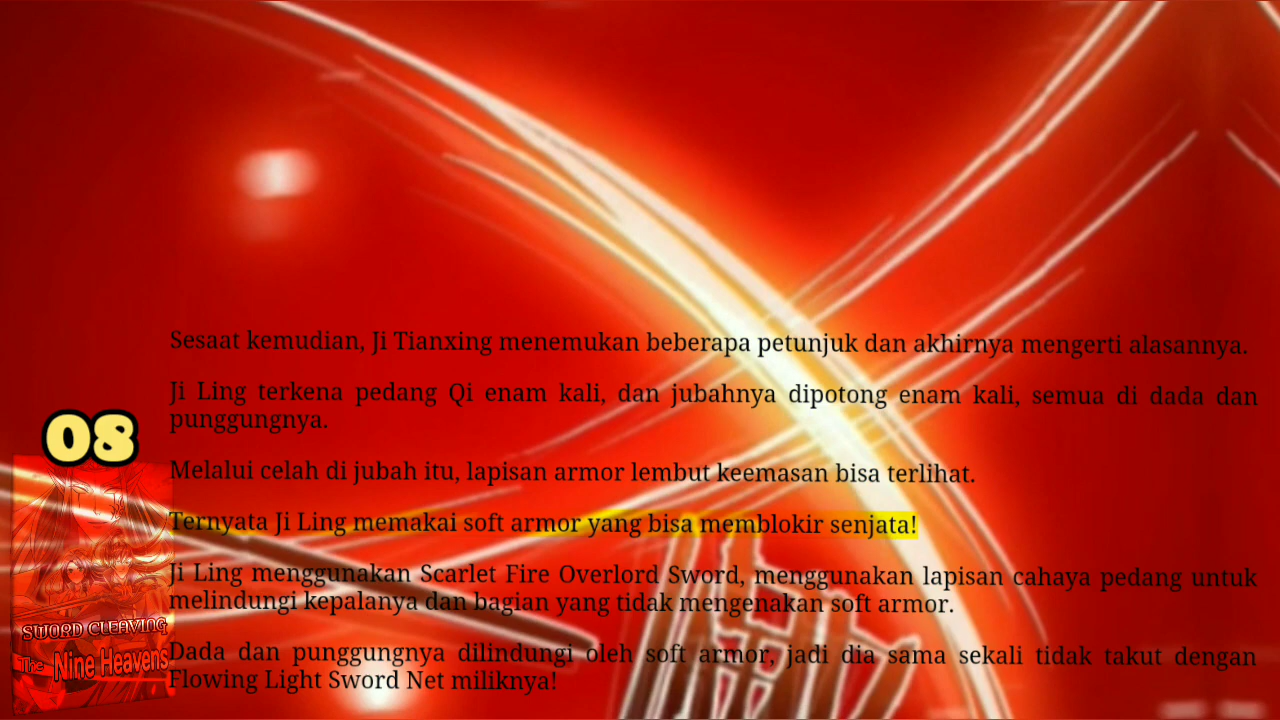 Sesaat kemudian, Ji Tianxing menemukan beberapa petunjuk dan akhirnya mengerti alasannya.
Ji Ling terkena pedang Qi enam kali, dan jubahnya dipotong enam kali, semua di dada dan
punggungnya.
Melalui celah di jubah itu, lapisan armor lembut keemasan bisa terlihat.
Ternyata Ji Ling memakai soft armor yang bisa memblokir senjata!
Ji Ling menggunakan Scarlet Fire Overlord Sword, menggunakan lapisan cahaya pedang untuk
melindungi kepalanya dan bagian yang tidak mengenakan soft armor.
Dada dan punggungnya dilindungi oleh soft armor, jadi dia sama sekali tidak takut dengan
Flowing Light Sword Net miliknya!
08
SWORD CLEAVING
The Nine Heavens